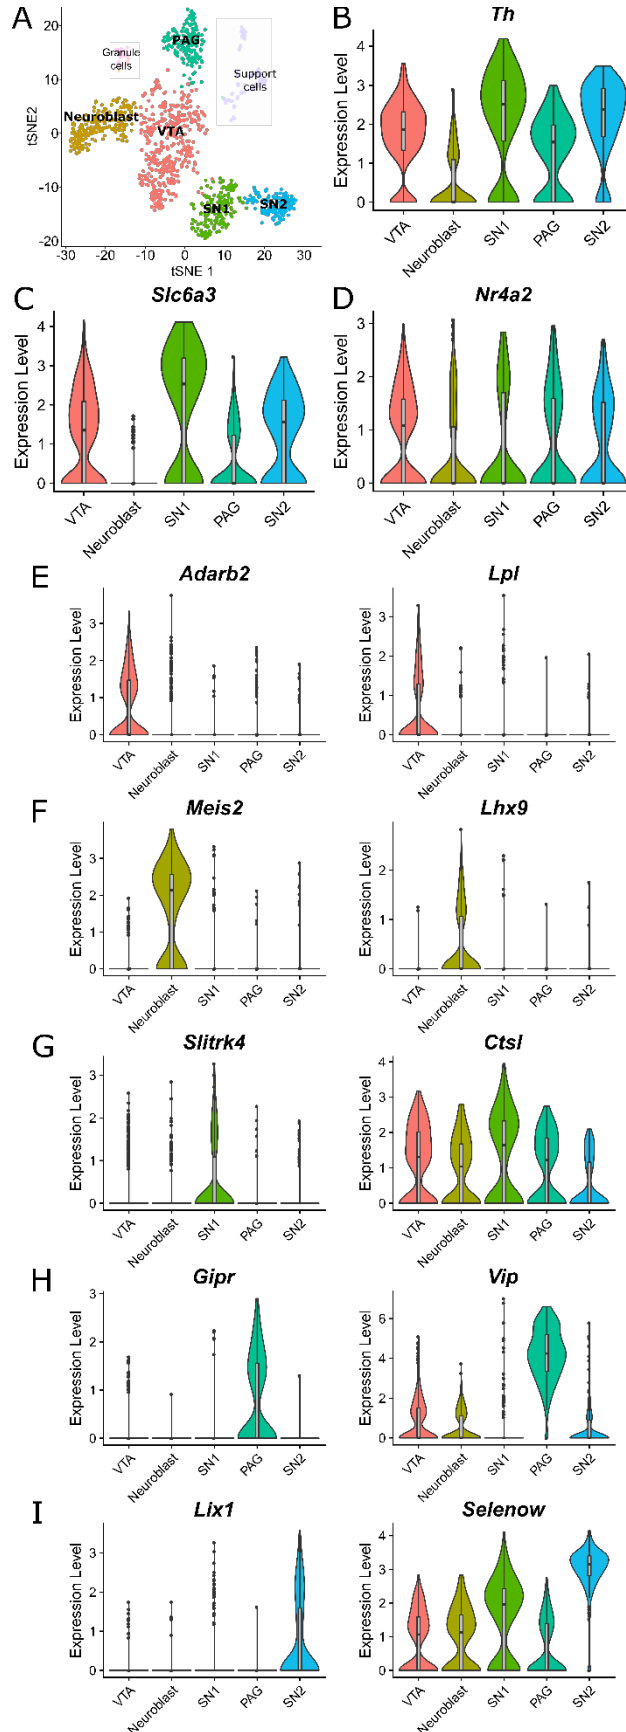 A
PAG
Granule
cells
Support
cells
Neuroblast
VTA
SN1
SN2
tSNE2
20
10
0
-10
-20
-30 -20 -10 0 10 20 30
tSNE 1
B
Th
Expression Level
4
3
2
1
0
VTA
Neuroblast
SN1
PAG
SN2
C
Slc6a3
Expression Level
4
3
2
1
0
VTA
Neuroblast
SN1
PAG
SN2
D
Nr4a2
Expression Level
3
2
1
0
VTA
Neuroblast
SN1
PAG
SN2
E
Adarb2
Expression Level
3
2
1
0
VTA
Neuroblast
SN1
PAG
SN2
Lpl
Expression Level
3
2
1
0
VTA
Neuroblast
SN1
PAG
SN2
F
Meis2
Expression Level
3
2
1
0
VTA
Neuroblast
SN1
PAG
SN2
Lhx9
Expression Level
2
1
0
VTA
Neuroblast
SN1
PAG
SN2
G
Slitrk4
Expression Level
3
2
1
0
VTA
Neuroblast
SN1
PAG
SN2
Ctsl
Expression Level
4
3
2
1
0
VTA
Neuroblast
SN1
PAG
SN2
H
Gipr
Expression Level
3
2
1
0
VTA
Neuroblast
SN1
PAG
SN2
Vip
Expression Level
6
4
2
0
VTA
Neuroblast
SN1
PAG
SN2
I
Lix1
Expression Level
3
2
1
0
VTA
Neuroblast
SN1
PAG
SN2
Selenow
Expression Level
4
3
2
1
0
VTA
Neuroblast
SN1
PAG
SN2